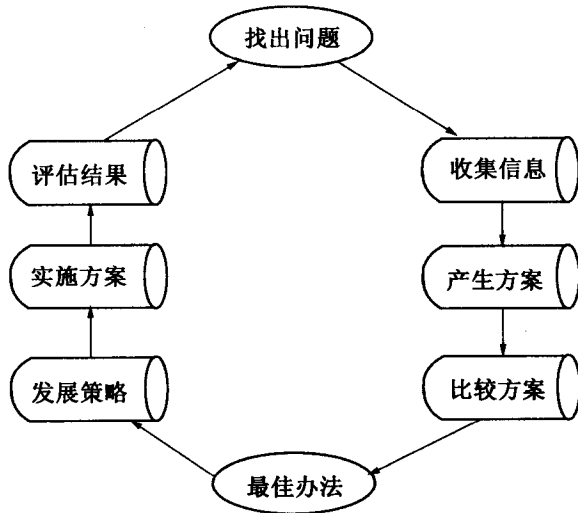 找出问题
收集信息
产生方案
比较方案
最佳办法
发展策略
实施方案
评估结果